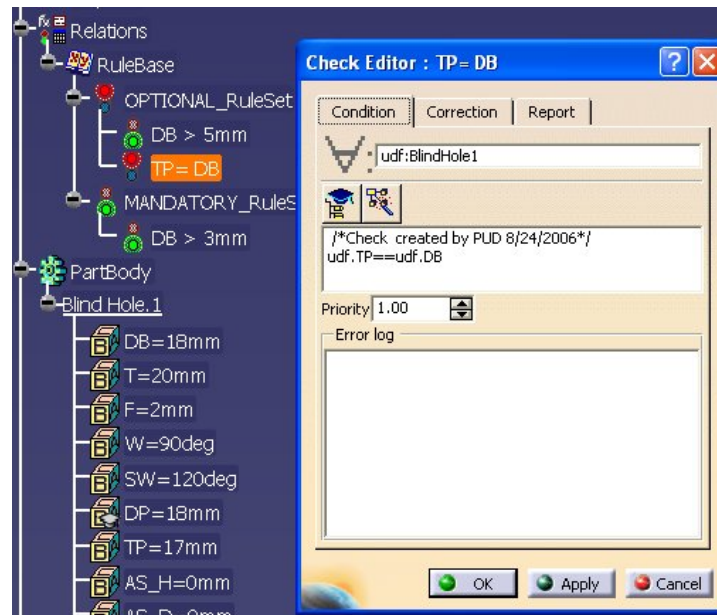 Relations
RuleBase
OPTIONAL_RuleSet
DB > 5mm
TP= DB
MANDATORY_RuleS
DB > 3mm
PartBody
Blind Hole.1
DB=18mm
T=20mm
F=2mm
W=90deg
SW=120deg
DP=18mm
TP=17mm
AS_H=0mm
Check Editor : TP= DB
Condition
Correction
Report
udf:BlindHole1
/*Check created by PUD 8/24/2006*/
udf.TP==udf.DB
Priority 1.00
Error log
OK
Apply
Cancel